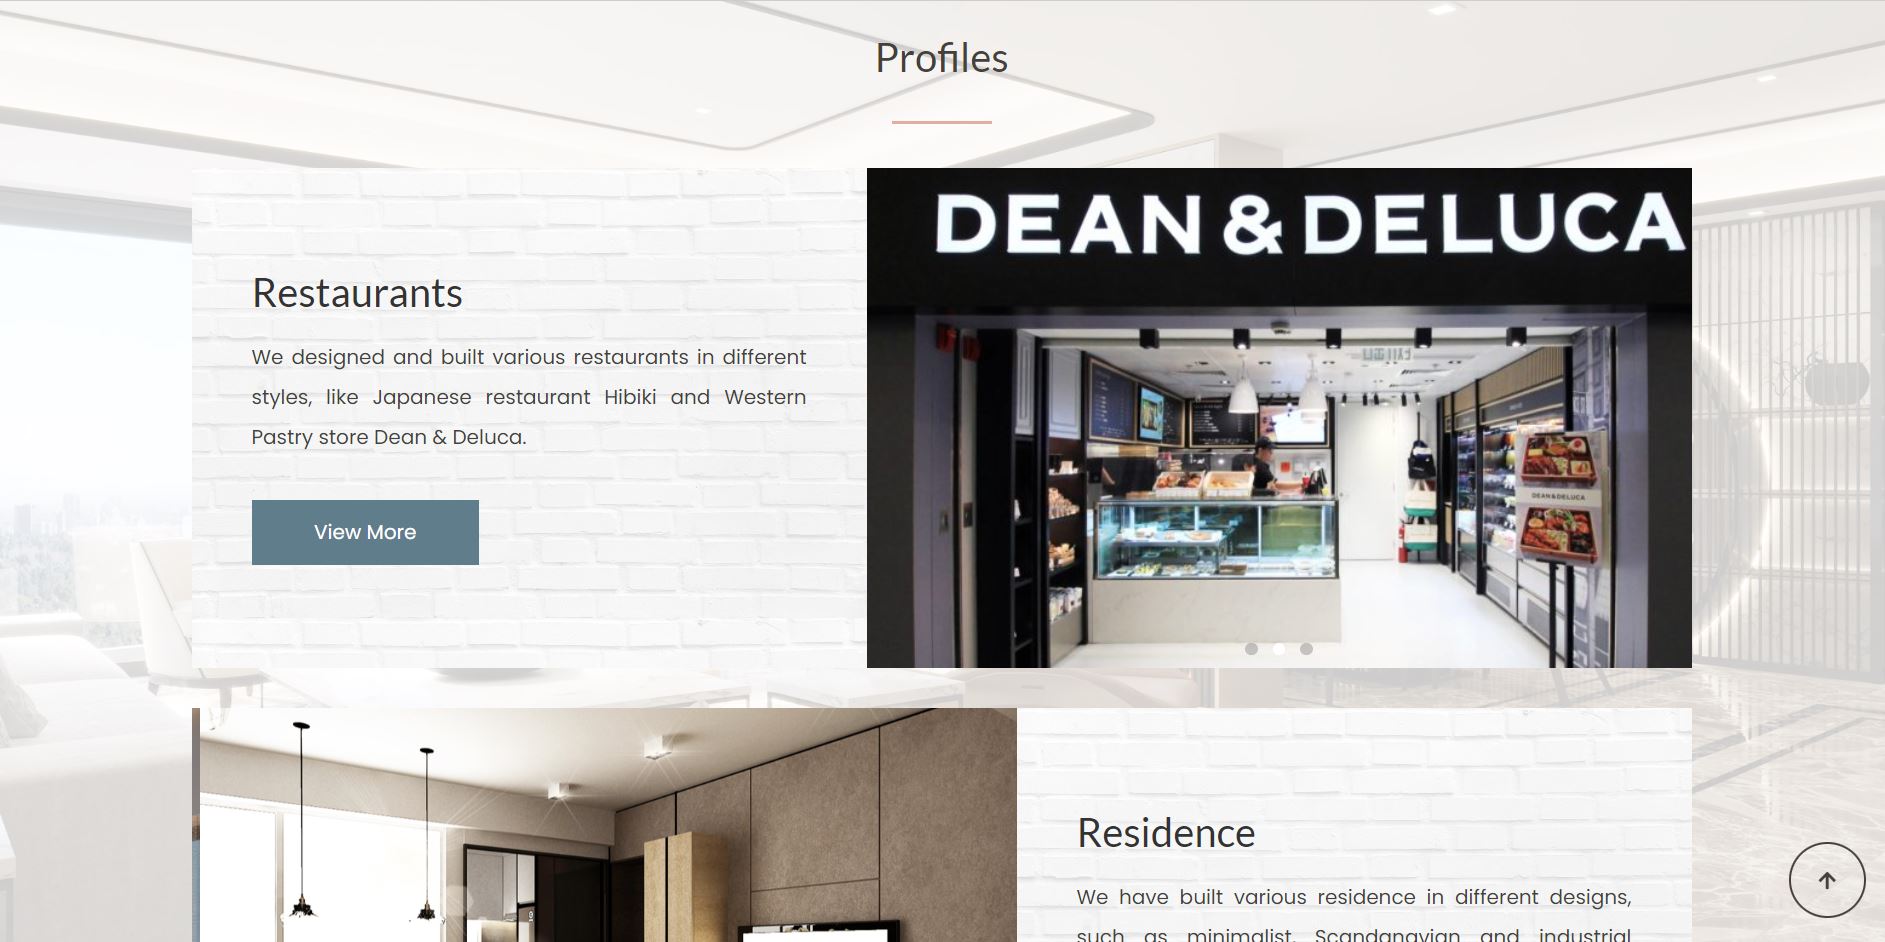 Profiles
DEAN & DELUCA
Restaurants
We designed and built various restaurants in different
styles, like Japanese restaurant Hibiki and Western
Pastry store Dean & Deluca.
View More
DEAN & DELUCA
Residence
We have built various residence in different designs,
such as minimalist, Scandanavian and industrial